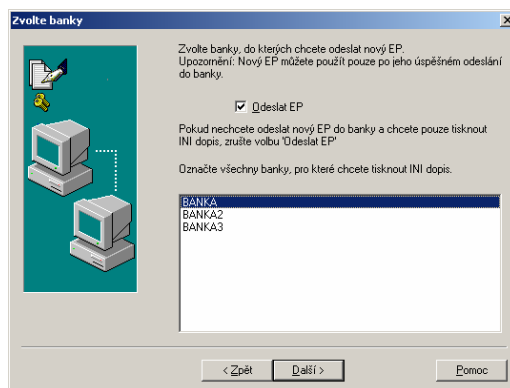 Zvolte banky
Zvolte banky, do kterých chcete odeslat nový EP.
Upozornění: Nový EP můžete použít pouze po jeho úspěšném odeslání
do banky.
Odeslat EP
Pokud nechcete odeslat nový EP do banky a chcete pouze tisknout
INI dopis, zrušte volbu 'Odeslat EP'
Označte všechny banky, pro které chcete tisknout INI dopis.
BANKA
BANKA2
BANKA3
< Zpět
Další >
Pomoc